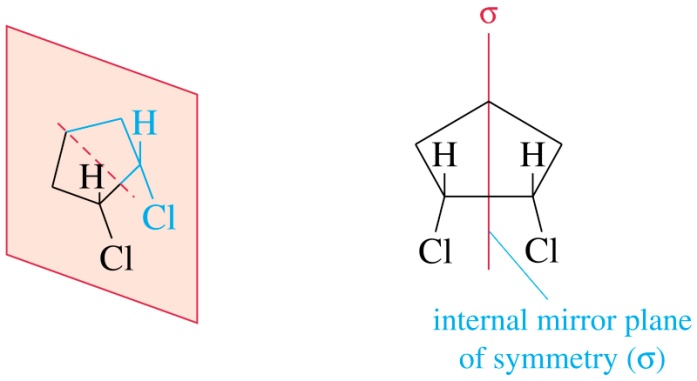 σ
H
H
Cl
Cl
H H
Cl Cl
internal mirror plane
of symmetry (σ)